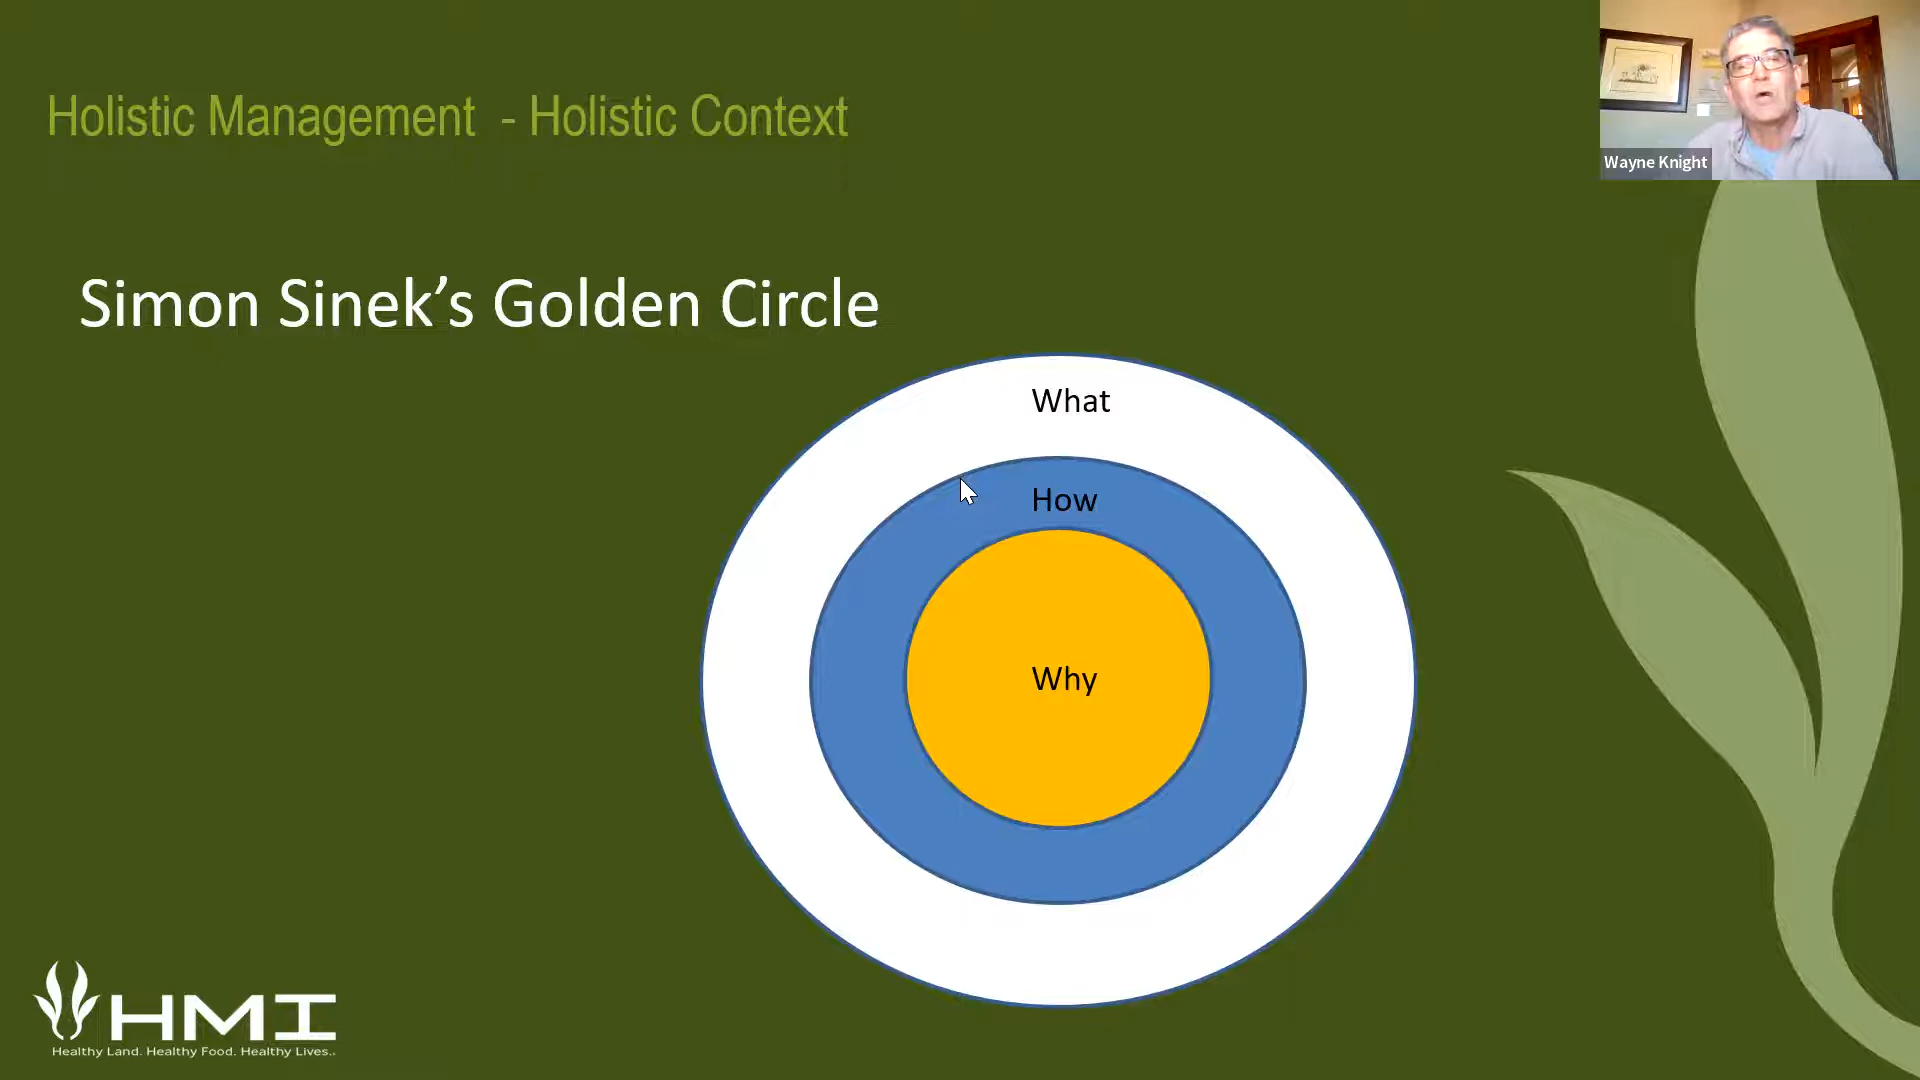 Holistic Management - Holistic Context
Wayne Knight
Simon Sinek’s Golden Circle
What
How
Why
HMI
Healthy Land. Healthy Food. Healthy Lives..